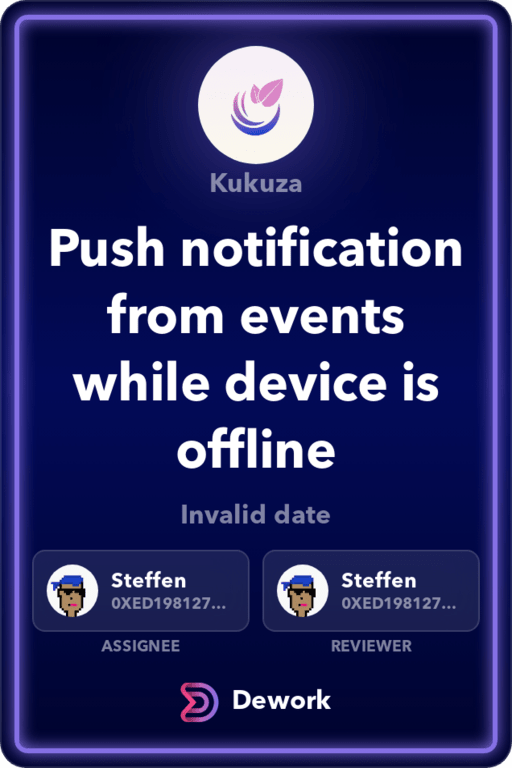 Kukuza
Push notification
from events
while device is
offline
Invalid date
Steffen
0XED198127...
ASSIGNEE
Steffen
0XED198127...
REVIEWER
Dework